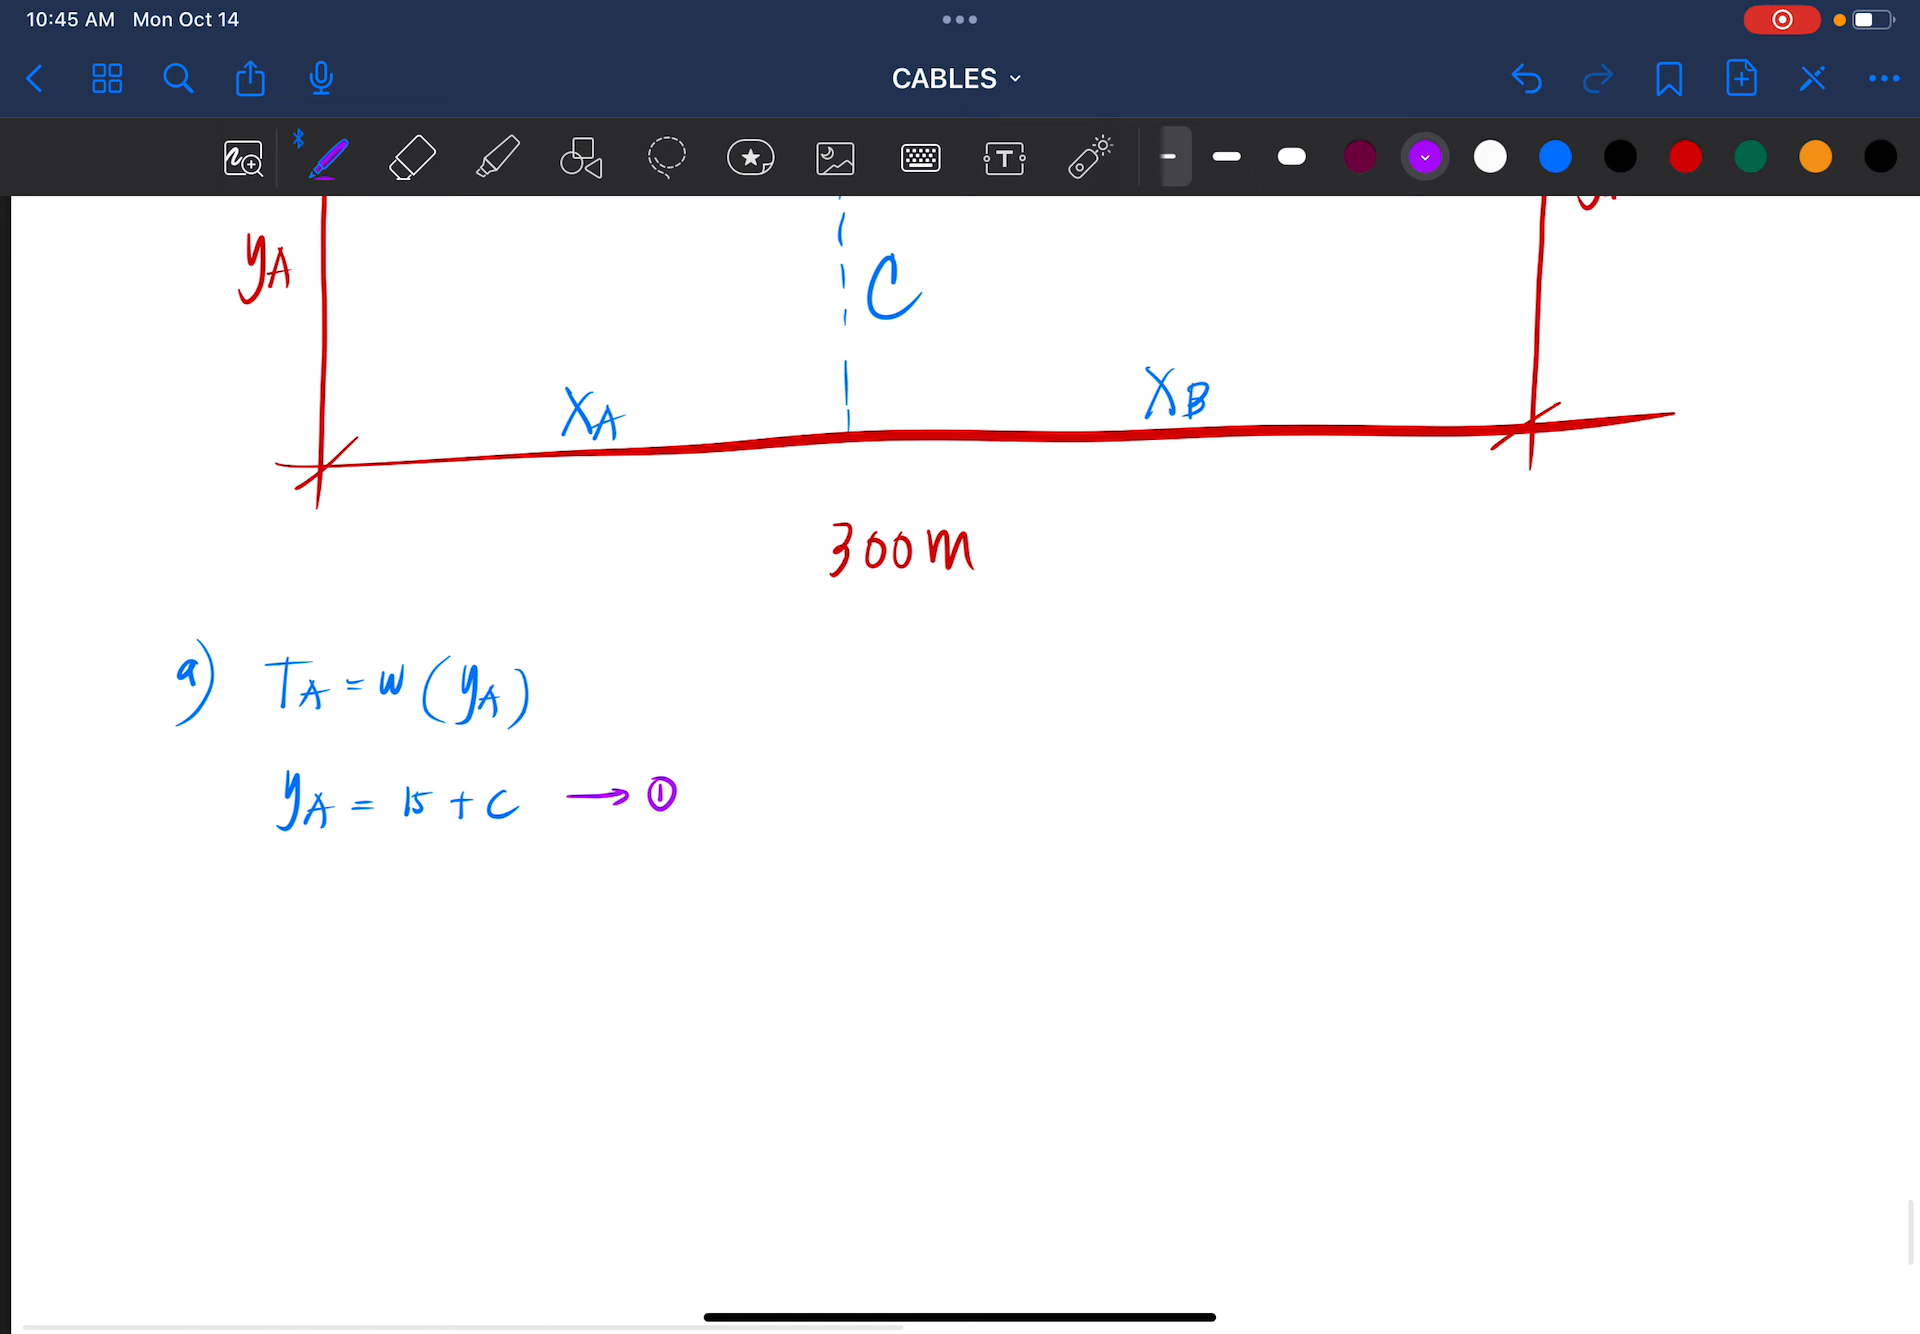 10:45 AM Mon Oct 14
CABLES
yA
C
XA
XB
300m
a) TA = w (yA)
yA = 15 + C → ①